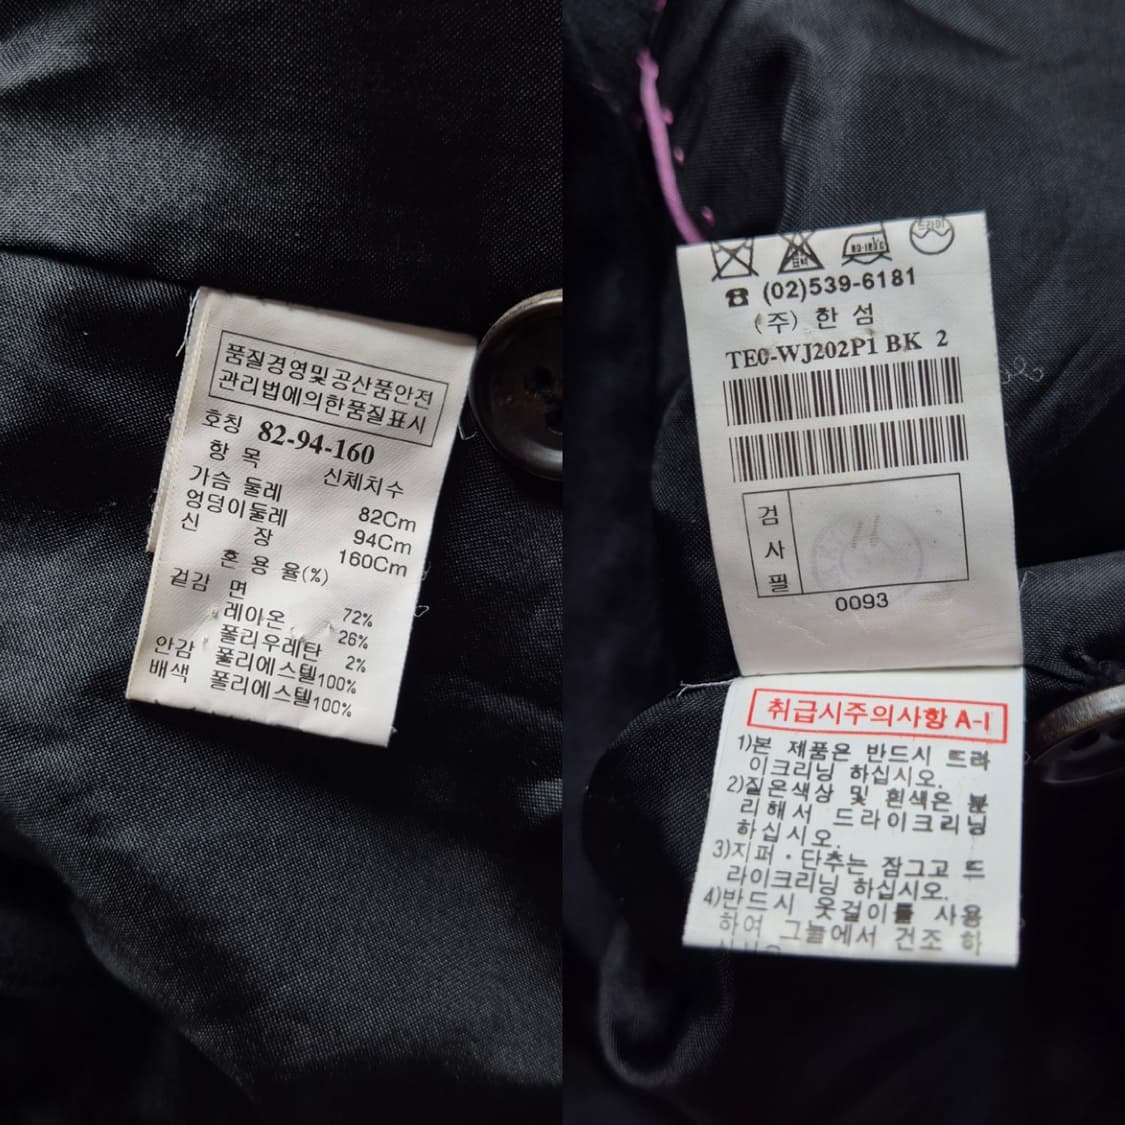 품질경영및공산품안전
관리법에의한품질표시
호칭 82-94-160
항 목 신체치수
가슴 둘레 82Cm
엉덩이둘레 94Cm
신 장 160Cm
혼 용 율(%)
겉감 면 72%
레이온 26%
폴리우레탄 2%
안감 폴리에스텔100%
배색 폴리에스텔100%
표백
80-180°C
드라이
☎ (02)539-6181
(주) 한 섬
TE0-WJ202P1 BK 2
검
사
필
0093
취급시주의사항 A-I
1)본 제품은 반드시 드라
이크리닝 하십시오.
2)짙은색상 및 흰색은 분
리해서 드라이크리닝
하십시오.
3)지퍼·단추는 잠그고 드
라이크리닝 하십시오.
4)반드시 옷걸이를 사용
하여 그늘에서 건조 하